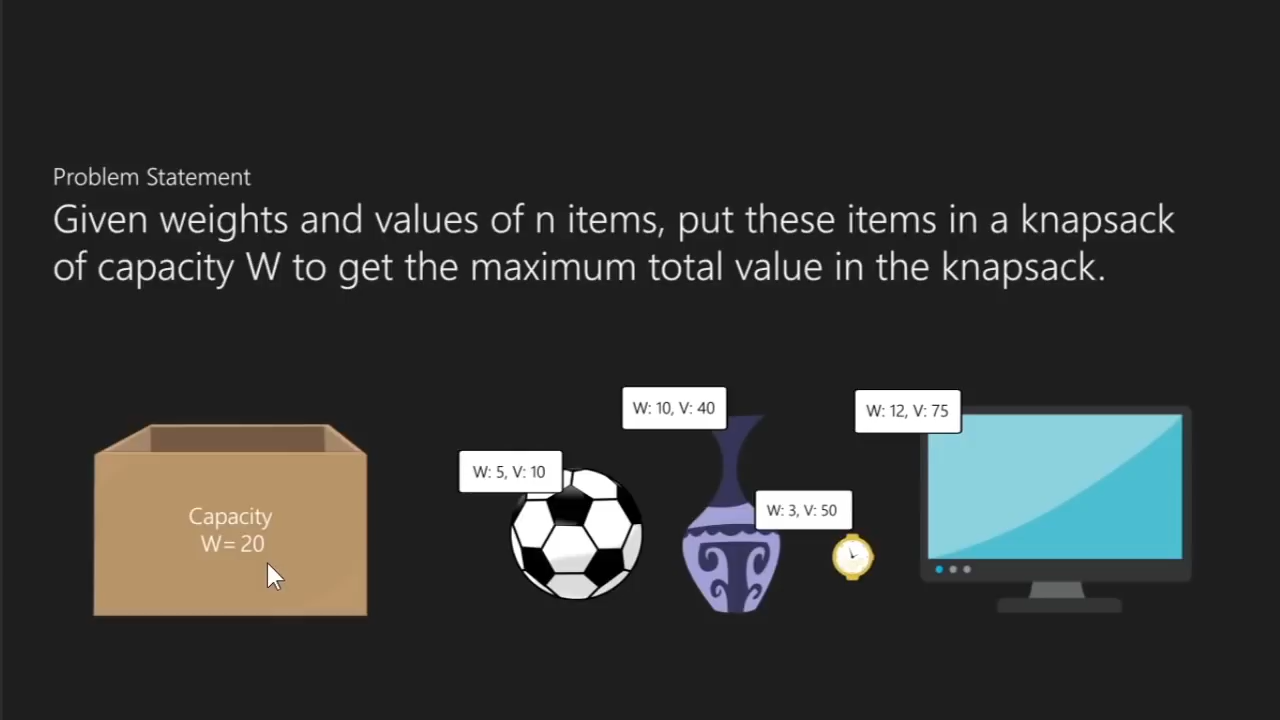 Problem Statement
Given weights and values of n items, put these items in a knapsack
of capacity W to get the maximum total value in the knapsack.
W: 10, V: 40
W: 12, V: 75
W: 5, V: 10
W: 3, V: 50
Capacity
W= 20